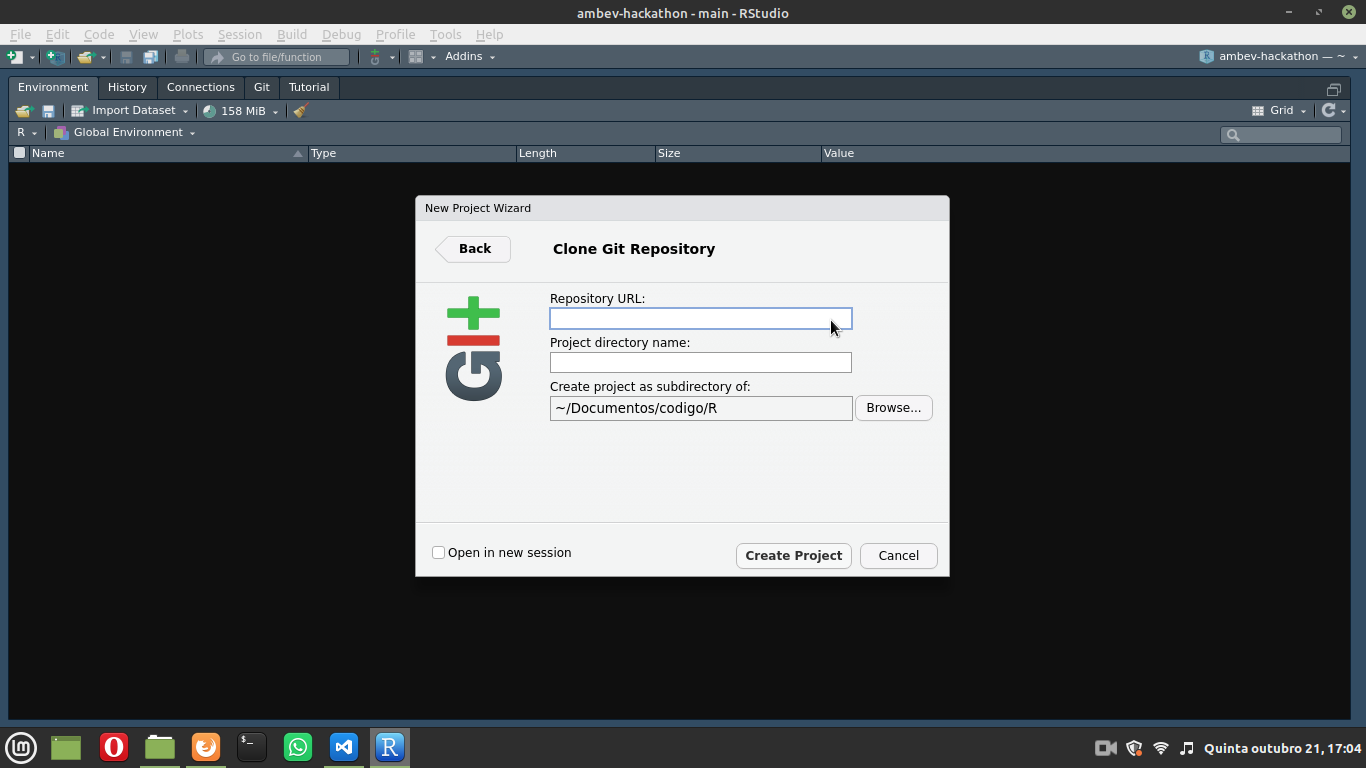 ambev-hackathon - main - RStudio
File Edit Code View Plots Session Build Debug Profile Tools Help
Go to file/function Addins ambev-hackathon — ~
Environment History Connections Git Tutorial
Import Dataset 158 MiB Grid
R Global Environment
Name Type Length Size Value
New Project Wizard
Back Clone Git Repository
GIt
Repository URL:
Project directory name:
Create project as subdirectory of:
~/Documentos/codigo/R Browse...
Open in new session Create Project Cancel
$_ R Quinta outubro 21, 17:04